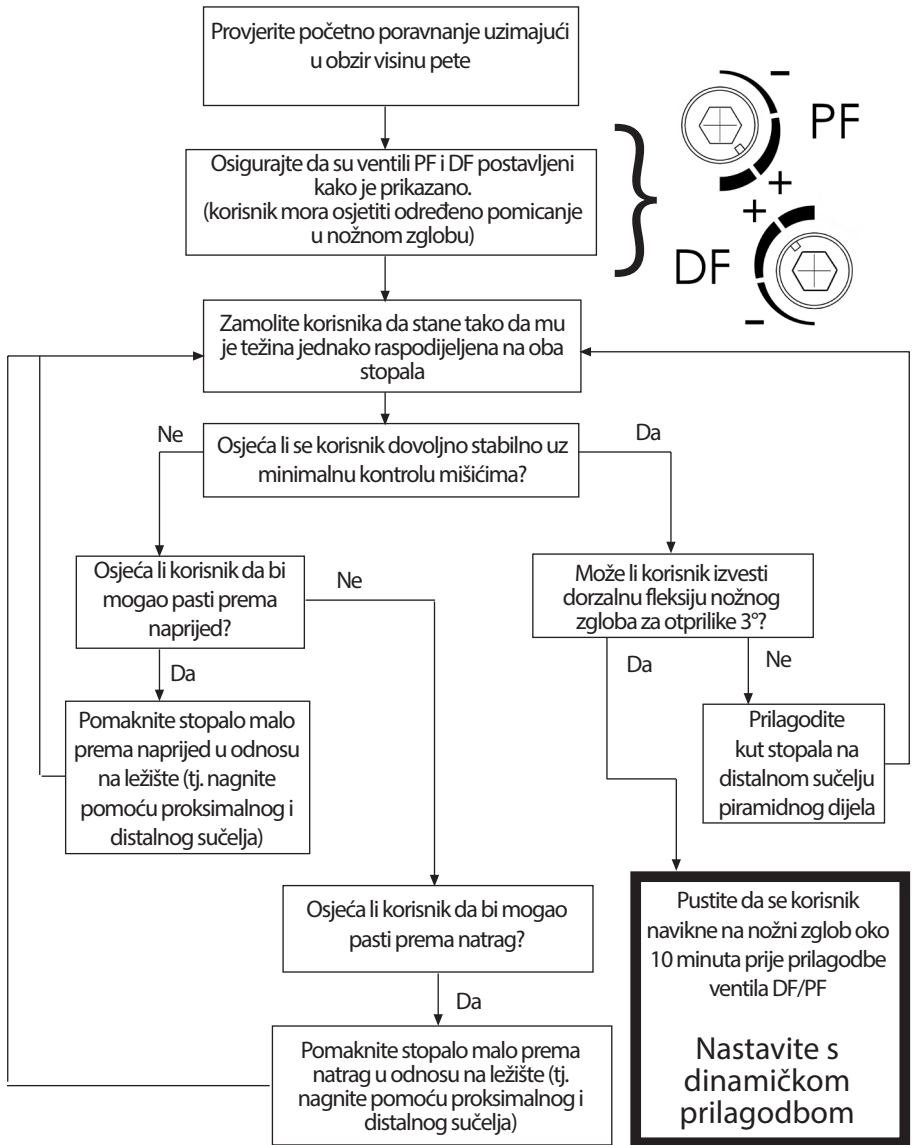 Provjerite početno poravnanje uzimajući
u obzir visinu pete
Osigurajte da su ventili PF i DF postavljeni
kako je prikazano.
(korisnik mora osjetiti određeno pomicanje
u nožnom zglobu)
-
PF
+
+
DF
-
Zamolite korisnika da stane tako da mu
je težina jednako raspodijeljena na oba
stopala
Ne
Osjeća li se korisnik dovoljno stabilno uz
minimalnu kontrolu mišićima?
Da
Osjeća li korisnik da bi
mogao pasti prema
naprijed?
Ne
Da
Pomaknite stopalo malo
prema naprijed u odnosu
na ležište (tj. nagnite
pomoću proksimalnog i
distalnog sučelja)
Može li korisnik izvesti
dorzalnu fleksiju nožnog
zgloba za otprilike 3°?
Da
Ne
Prilagodite
kut stopala na
distalnom sučelju
piramidnog dijela
Osjeća li korisnik da bi mogao
pasti prema natrag?
Da
Pomaknite stopalo malo prema
natrag u odnosu na ležište (tj.
nagnite pomoću proksimalnog i
distalnog sučelja)
Pustite da se korisnik
navikne na nožni zglob oko
10 minuta prije prilagodbe
ventila DF/PF
Nastavite s
dinamičkom
prilagodbom